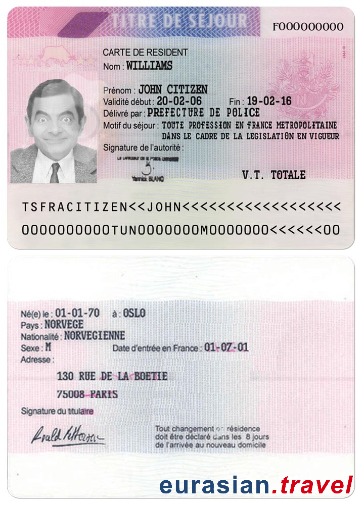 TITRE DE SÉJOUR
F000000000
CARTE DE RESIDENT
Nom : WILLIAMS
Prénom : JOHN CITIZEN
Validité début : 20-02-06 Fin : 19-02-16
Délivré par : PREFECTURE DE POLICE
Motif du séjour : TOUTE PROFESSION EN FRANCE METROPOLITAINE
DANS LE CADRE DE LA LEGISLATION EN VIGUEUR
Signature de l'autorité :
Yannick BLANC
V.T. TOTALE
TSFRACITIZEN<<JOHN<<<<<<<<<<<<<<<<<<
0000000000TUN0000000M0000000<<<<<<00
Né(e) le : 01-01-70 à : OSLO
Pays : NORVEGE
Nationalité : NORVEGIENNE
Sexe : M Date d'entrée en France : 01-07-01
Adresse :
130 RUE DE LA BOETIE
75008 PARIS
Signature du titulaire
Tout changement de résidence
doit être déclaré dans les 8 jours
de l'arrivée au nouveau domicile
eurasian.travel